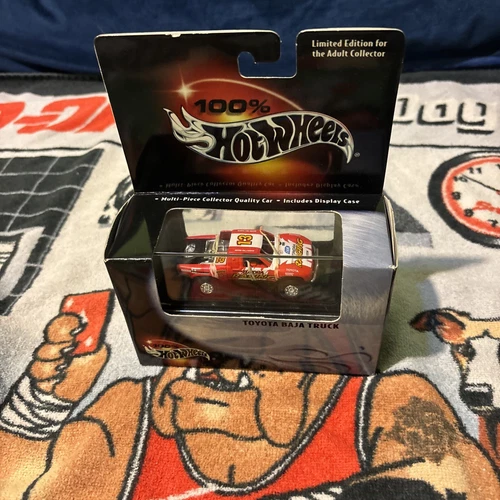 Limited Edition for
the Adult Collector
100%
Hot Wheels
• Multi-Piece Collector Quality Car • Includes Display Case
TOYOTA BAJA TRUCK
Hot Wheels